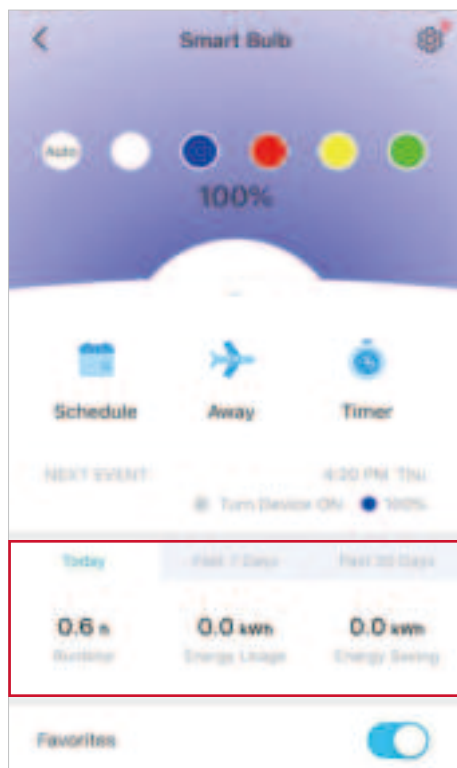 Smart Bulb
Auto
100%
Schedule Away Timer
NEXT EVENT 4:20 PM Thu
Turn Device ON 100%
Today Past 7 Days Past 30 Days
0.6 h 0.0 kWh 0.0 kWh
Runtime Energy Usage Energy Saving
Favorites